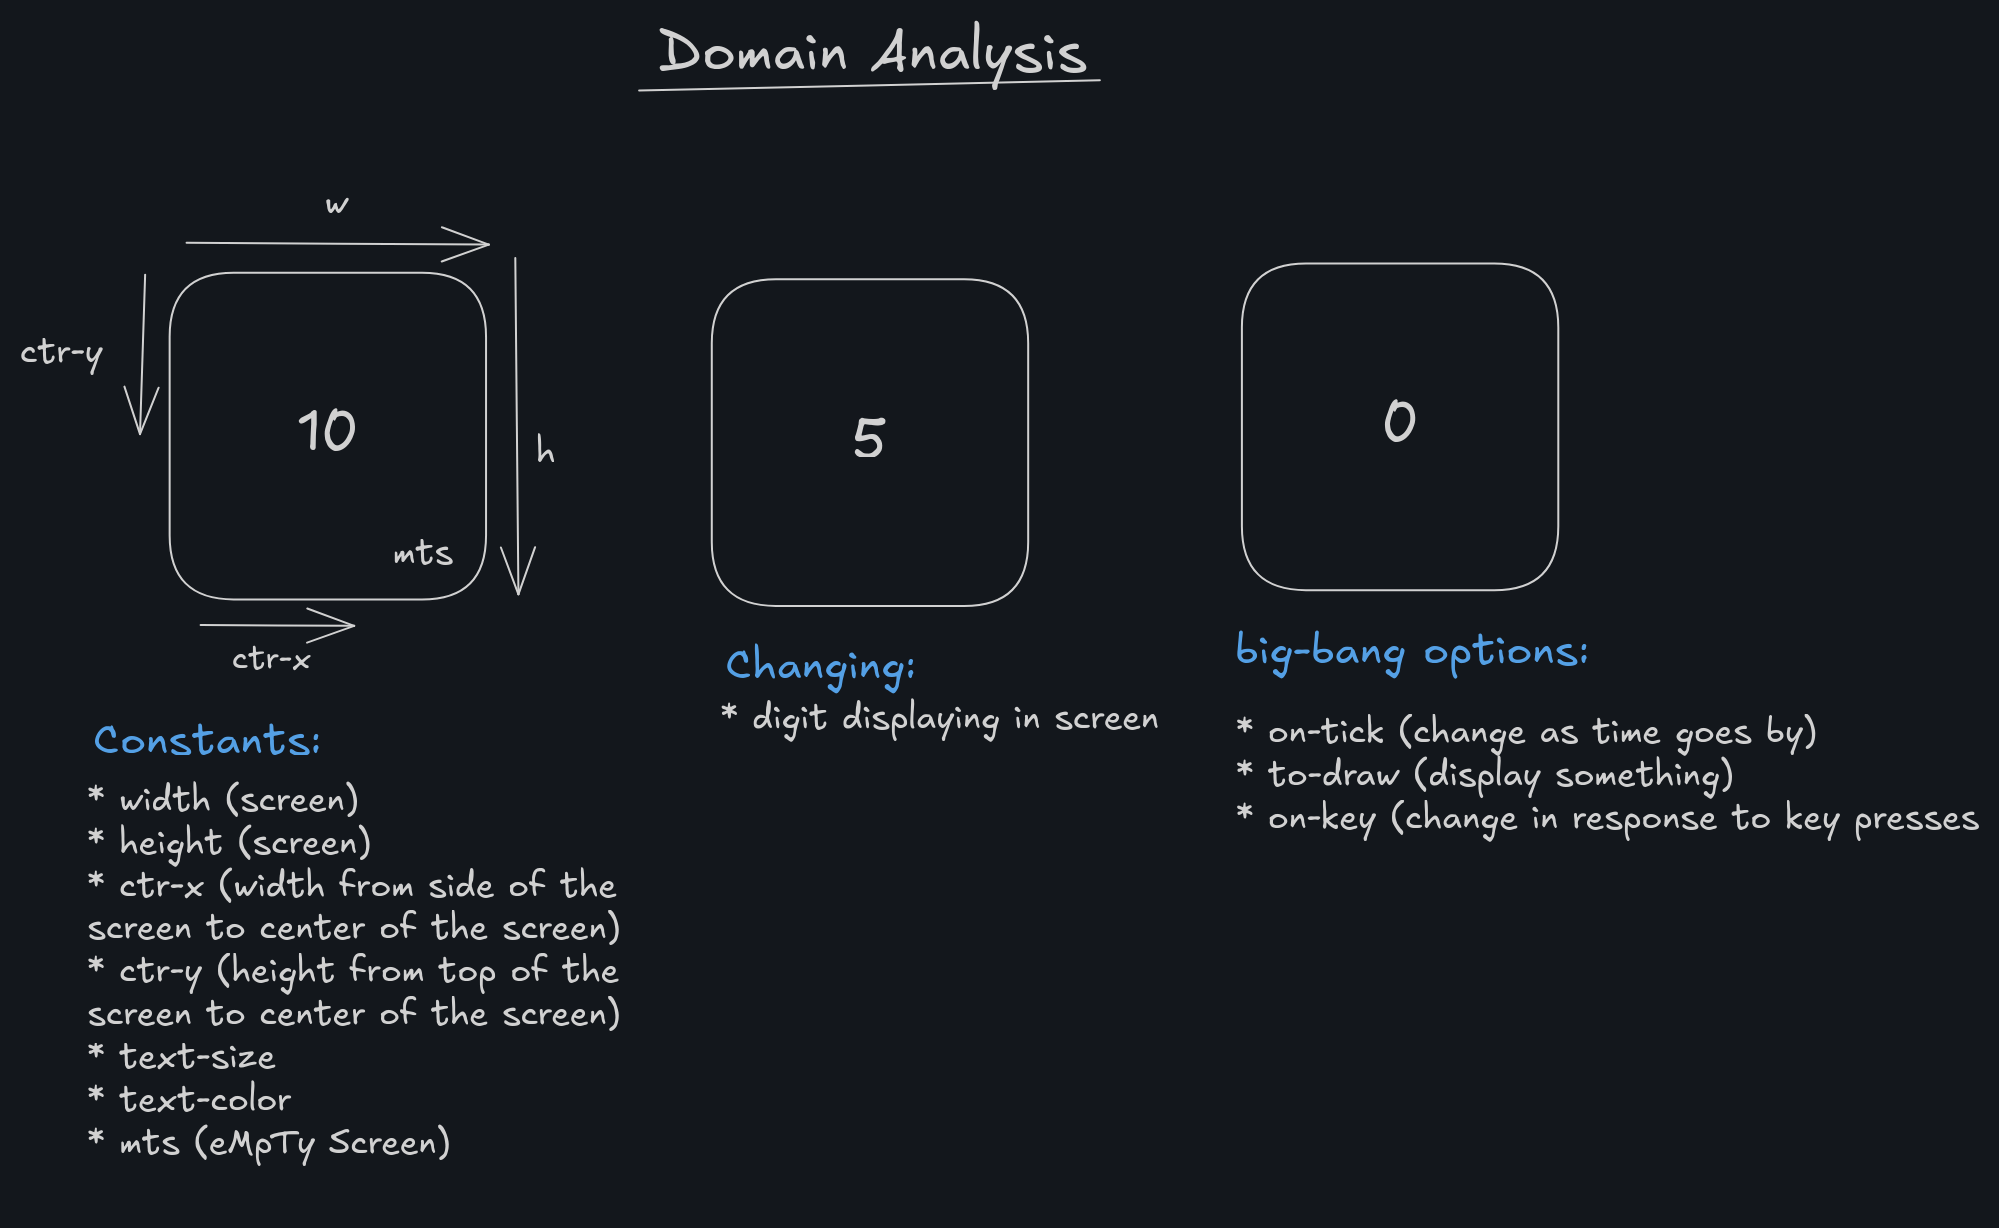 Domain Analysis
w
ctr-y
10
h
mts
ctr-x
5
0
Constants:
* width (screen)
* height (screen)
* ctr-x (width from side of the
screen to center of the screen)
* ctr-y (height from top of the
screen to center of the screen)
* text-size
* text-color
* mts (eMpTy Screen)
Changing:
* digit displaying in screen
big-bang options:
* on-tick (change as time goes by)
* to-draw (display something)
* on-key (change in response to key presses